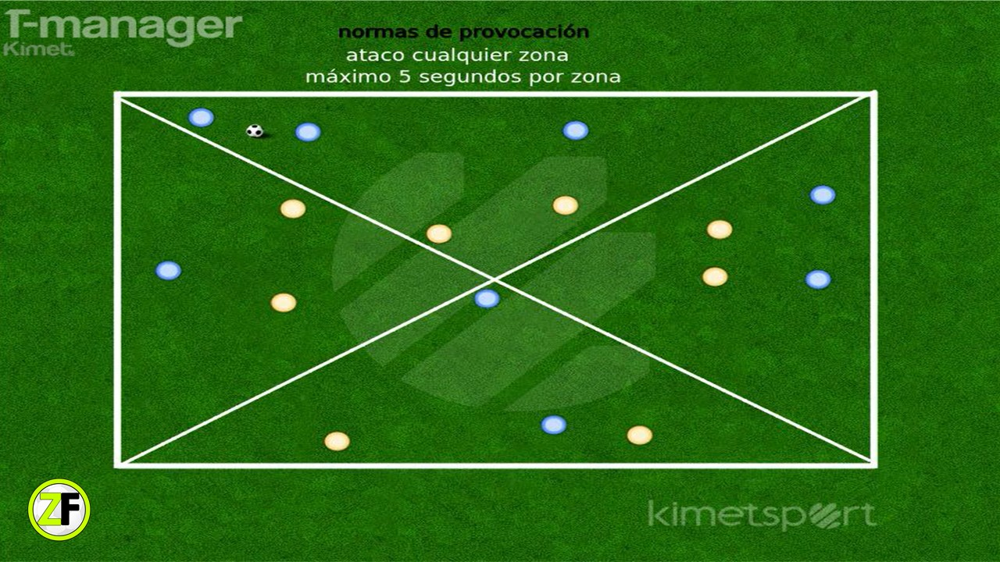 T-manager
Kimet®
normas de provocación
ataco cualquier zona
máximo 5 segundos por zona
ZF
kimetsport